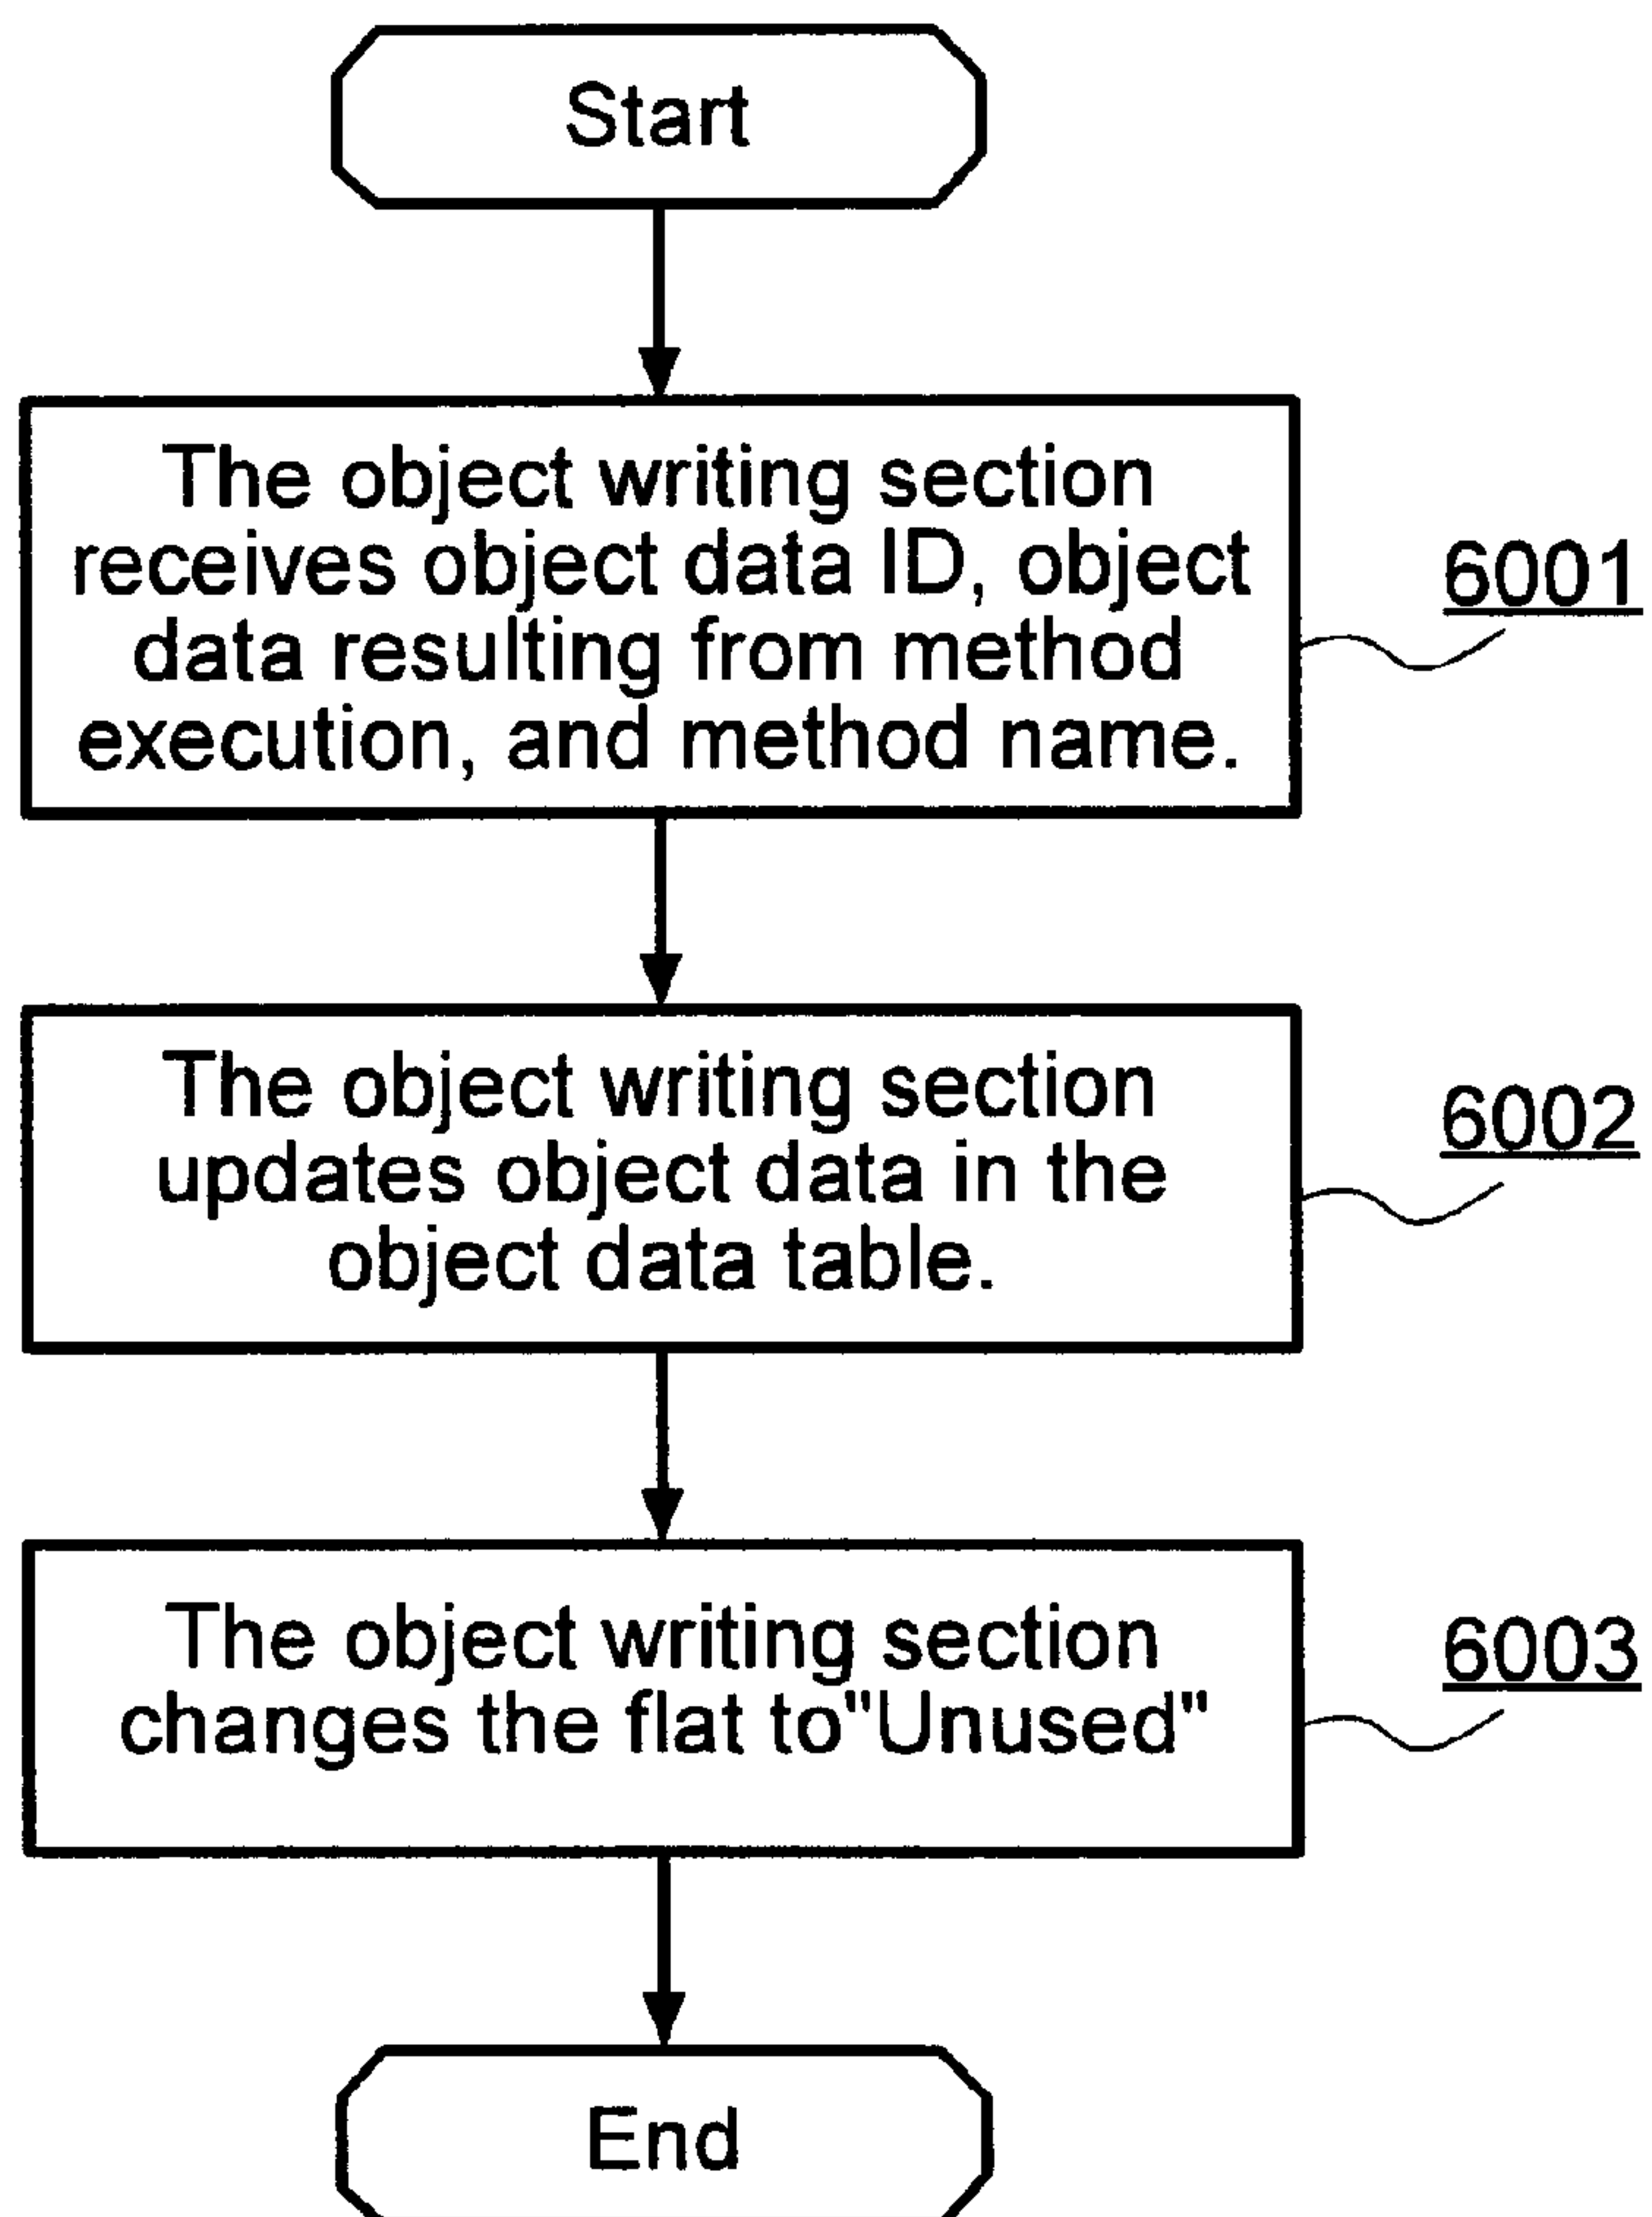 Start
The object writing section
receives object data ID, object
data resulting from method
execution, and method name.
6001
The object writing section
updates object data in the
object data table.
6002
The object writing section
changes the flat to"Unused"
6003
End